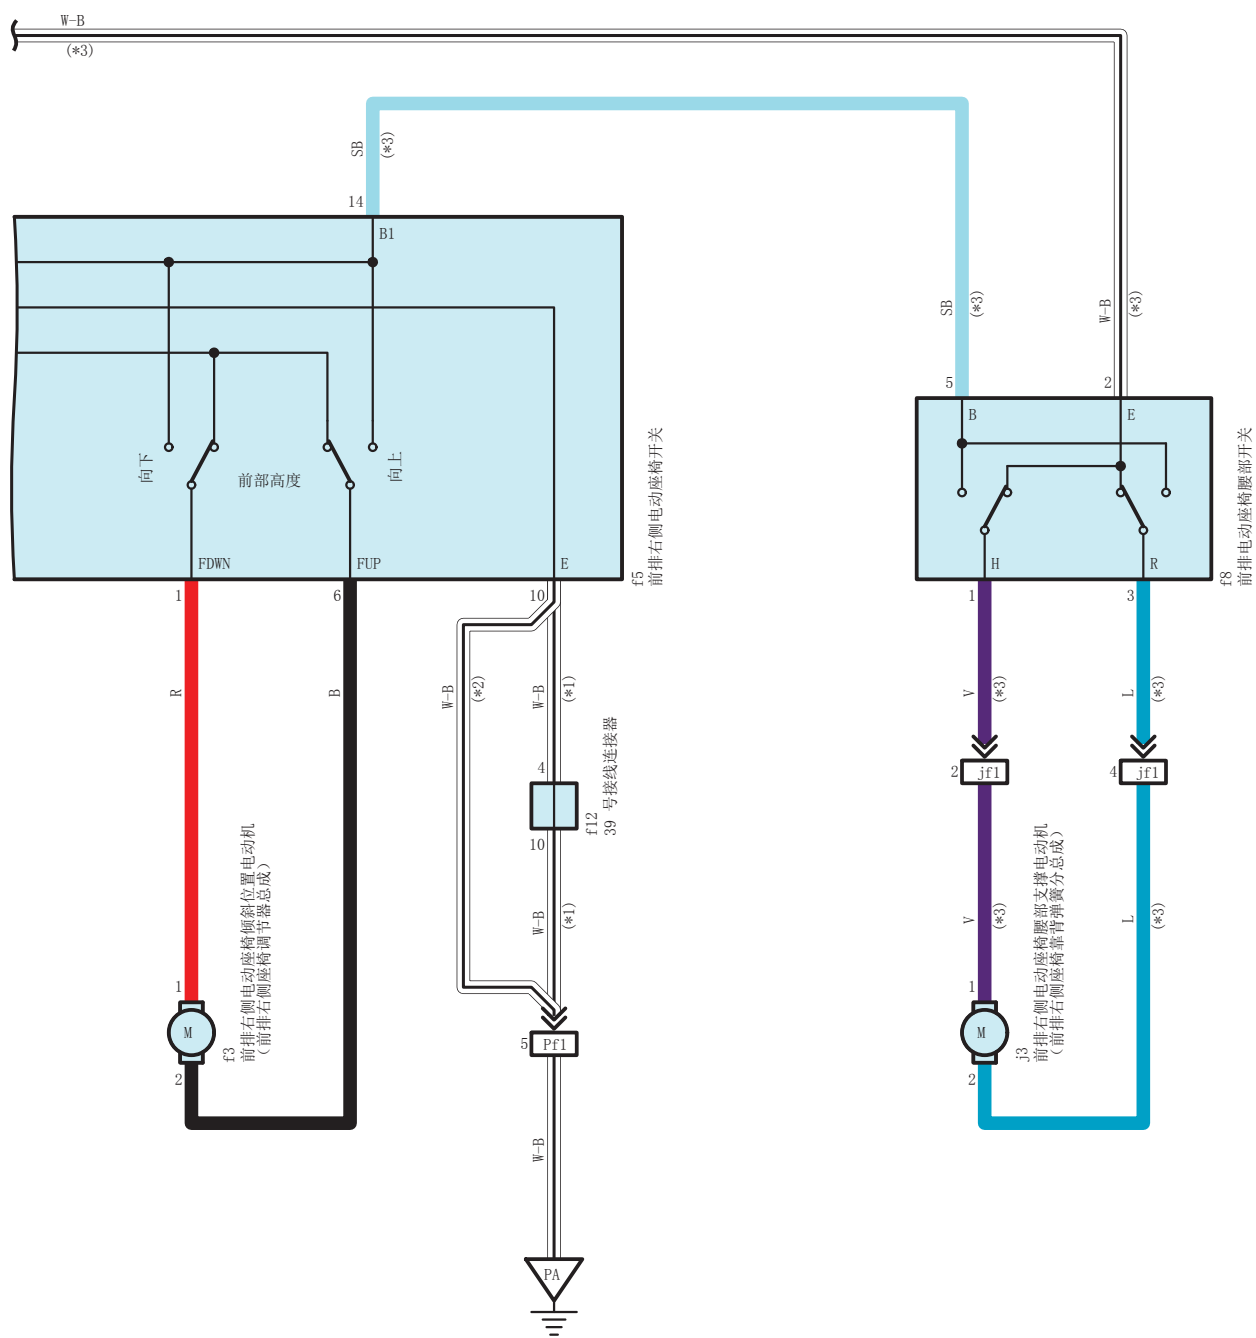 W-B
(*3)
SB
(*3)
14
B1
SB
(*3)
W-B
(*3)
5
2
B
E
向下
前部高度
向上
FDWN
FUP
E
f5
前排右侧电动座椅开关
H
R
f8
前排电动座椅腰部开关
1
6
10
1
3
R
B
W-B
(*2)
W-B
(*1)
V
(*3)
L
(*3)
4
f12
39 号接线连接器
2
jf1
4
jf1
10
W-B
(*1)
V
(*3)
L
(*3)
1
M
2
f3
前排右侧电动座椅倾斜位置电动机
（前排右侧座椅调节器总成）
5
Pf1
1
M
2
j3
前排右侧电动座椅腰部支撑电动机
（前排右侧座椅靠背弹簧分总成）
W-B
PA